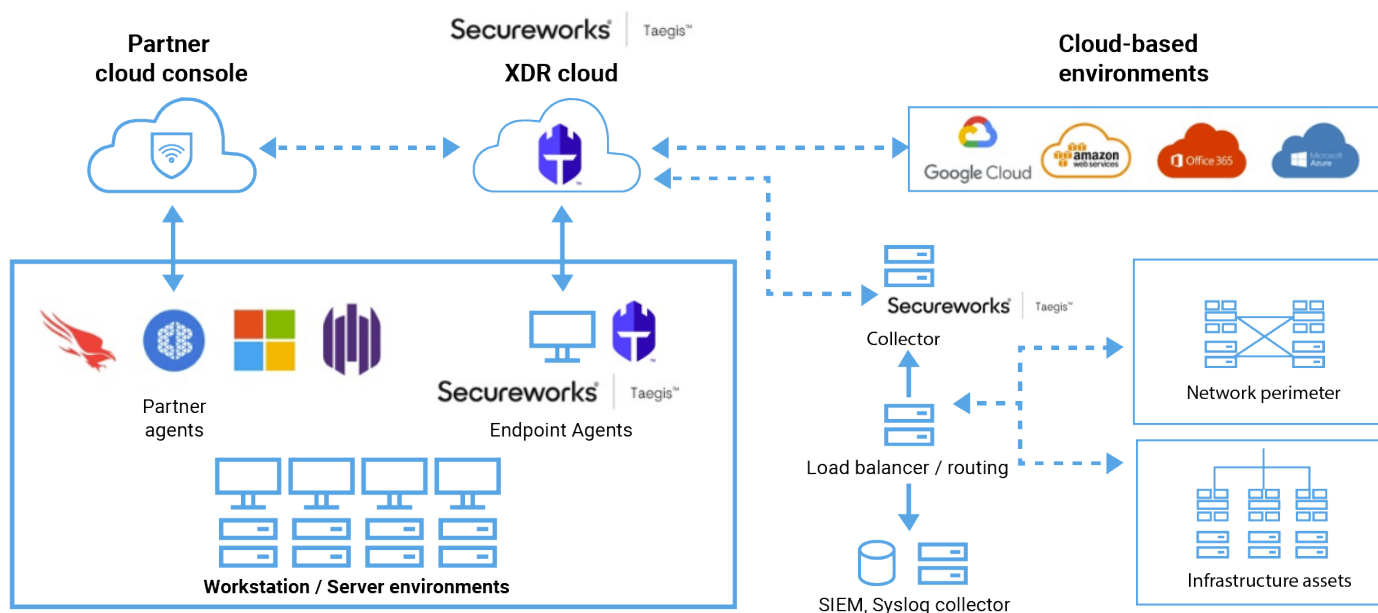 Secureworks® | Taegis™
Partner
cloud console
XDR cloud
Cloud-based
environments
Google Cloud
amazon
web services
Office 365
Microsoft
Azure
Secureworks® | Taegis™
Collector
Partner
agents
Secureworks® | Taegis™
Endpoint Agents
Network perimeter
Load balancer / routing
Workstation / Server environments
SIEM, Syslog collector
Infrastructure assets